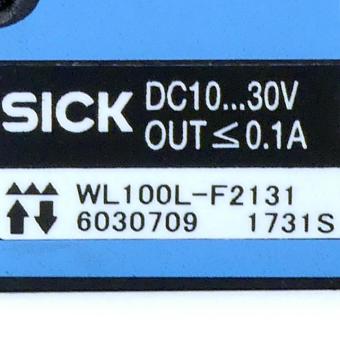 SICK DC10...30V
OUT ≤ 0.1A
WL100L-F2131
6030709 1731S